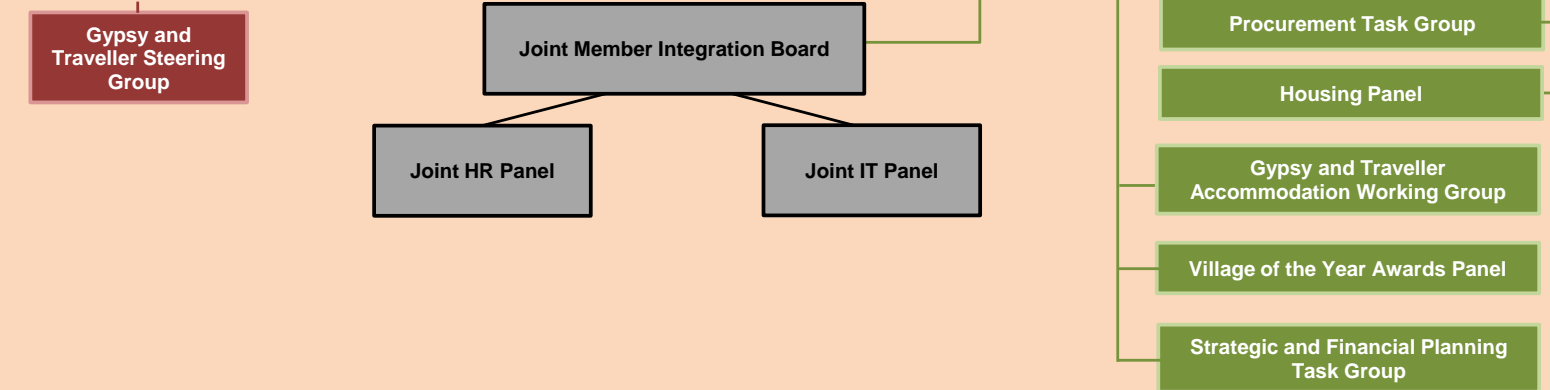 Gypsy and
Traveller Steering
Group
Joint Member Integration Board
Joint HR Panel
Joint IT Panel
Procurement Task Group
Housing Panel
Gypsy and Traveller
Accommodation Working Group
Village of the Year Awards Panel
Strategic and Financial Planning
Task Group